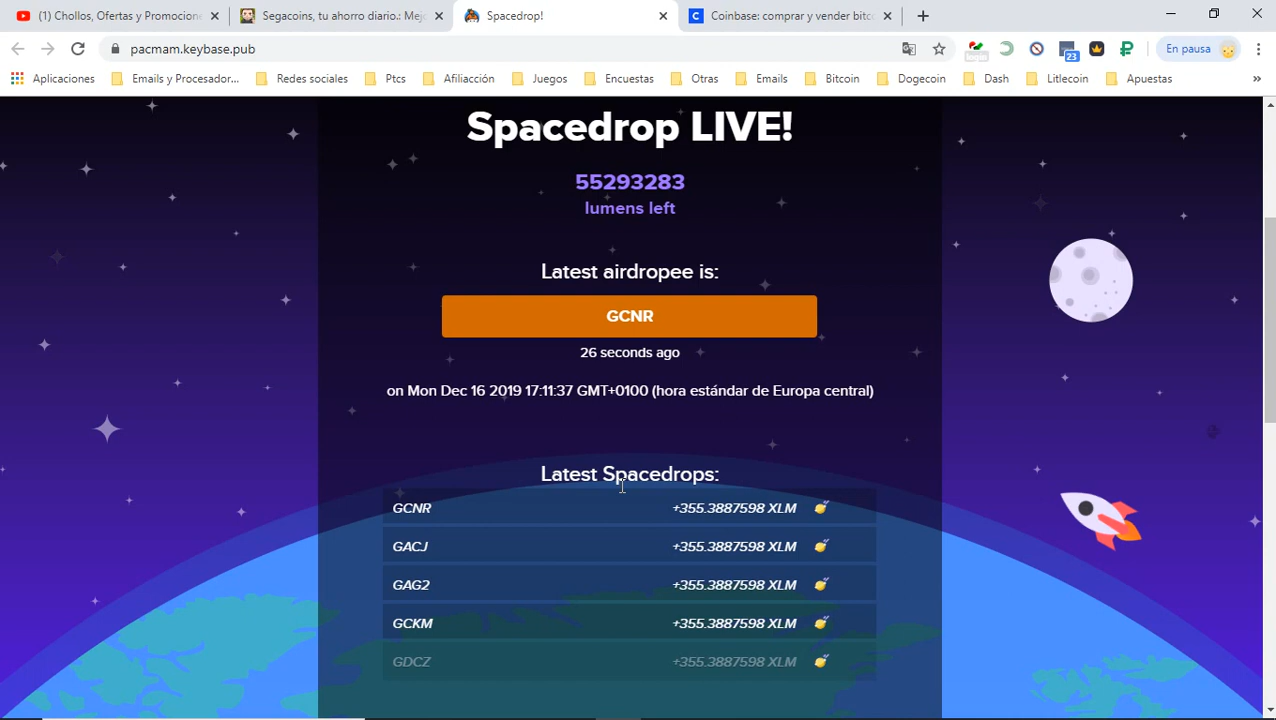 (1) Chollos, Ofertas y Promocione
Segacoins, tu ahorro diario.: Mejo
Spacedrop!
Coinbase: comprar y vender bitco
pacmam.keybase.pub
23
En pausa
Aplicaciones
Emails y Procesador...
Redes sociales
Ptcs
Afiliacción
Juegos
Encuestas
Otras
Emails
Bitcoin
Dogecoin
Dash
Litlecoin
Apuestas
»
Spacedrop LIVE!
55293283
lumens left
Latest airdropee is:
GCNR
26 seconds ago
on Mon Dec 16 2019 17:11:37 GMT+0100 (hora estándar de Europa central)
Latest Spacedrops:
GCNR +355.3887598 XLM
GACJ +355.3887598 XLM
GAG2 +355.3887598 XLM
GCKM +355.3887598 XLM
GDCZ +355.3887598 XLM